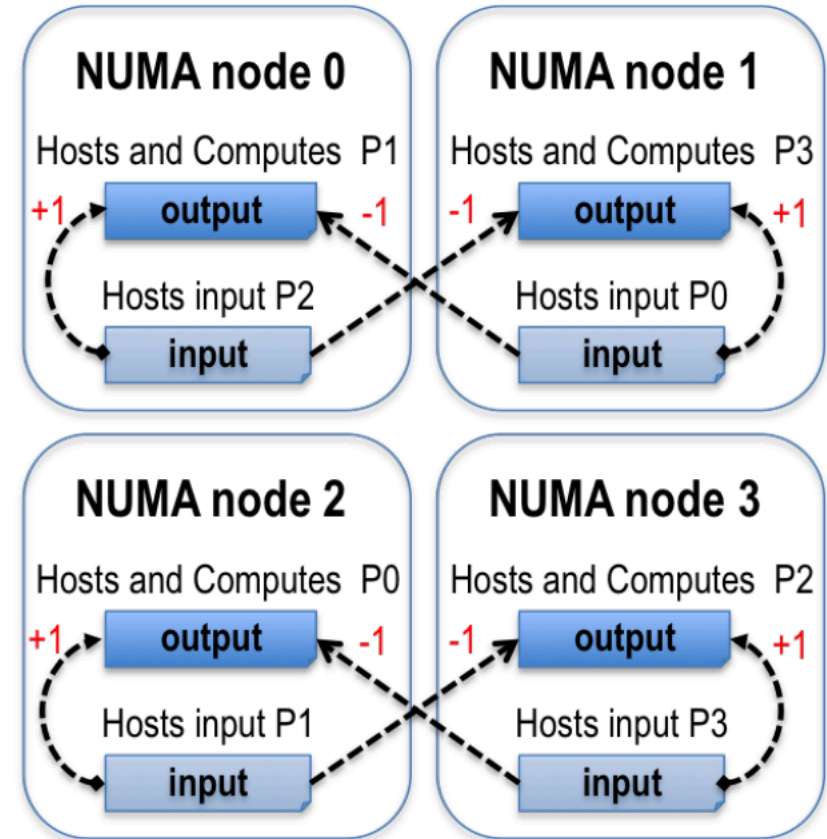 NUMA node 0
Hosts and Computes P1
+1 output -1
Hosts input P2
input
NUMA node 1
Hosts and Computes P3
-1 output +1
Hosts input P0
input
NUMA node 2
Hosts and Computes P0
+1 output -1
Hosts input P1
input
NUMA node 3
Hosts and Computes P2
-1 output +1
Hosts input P3
input